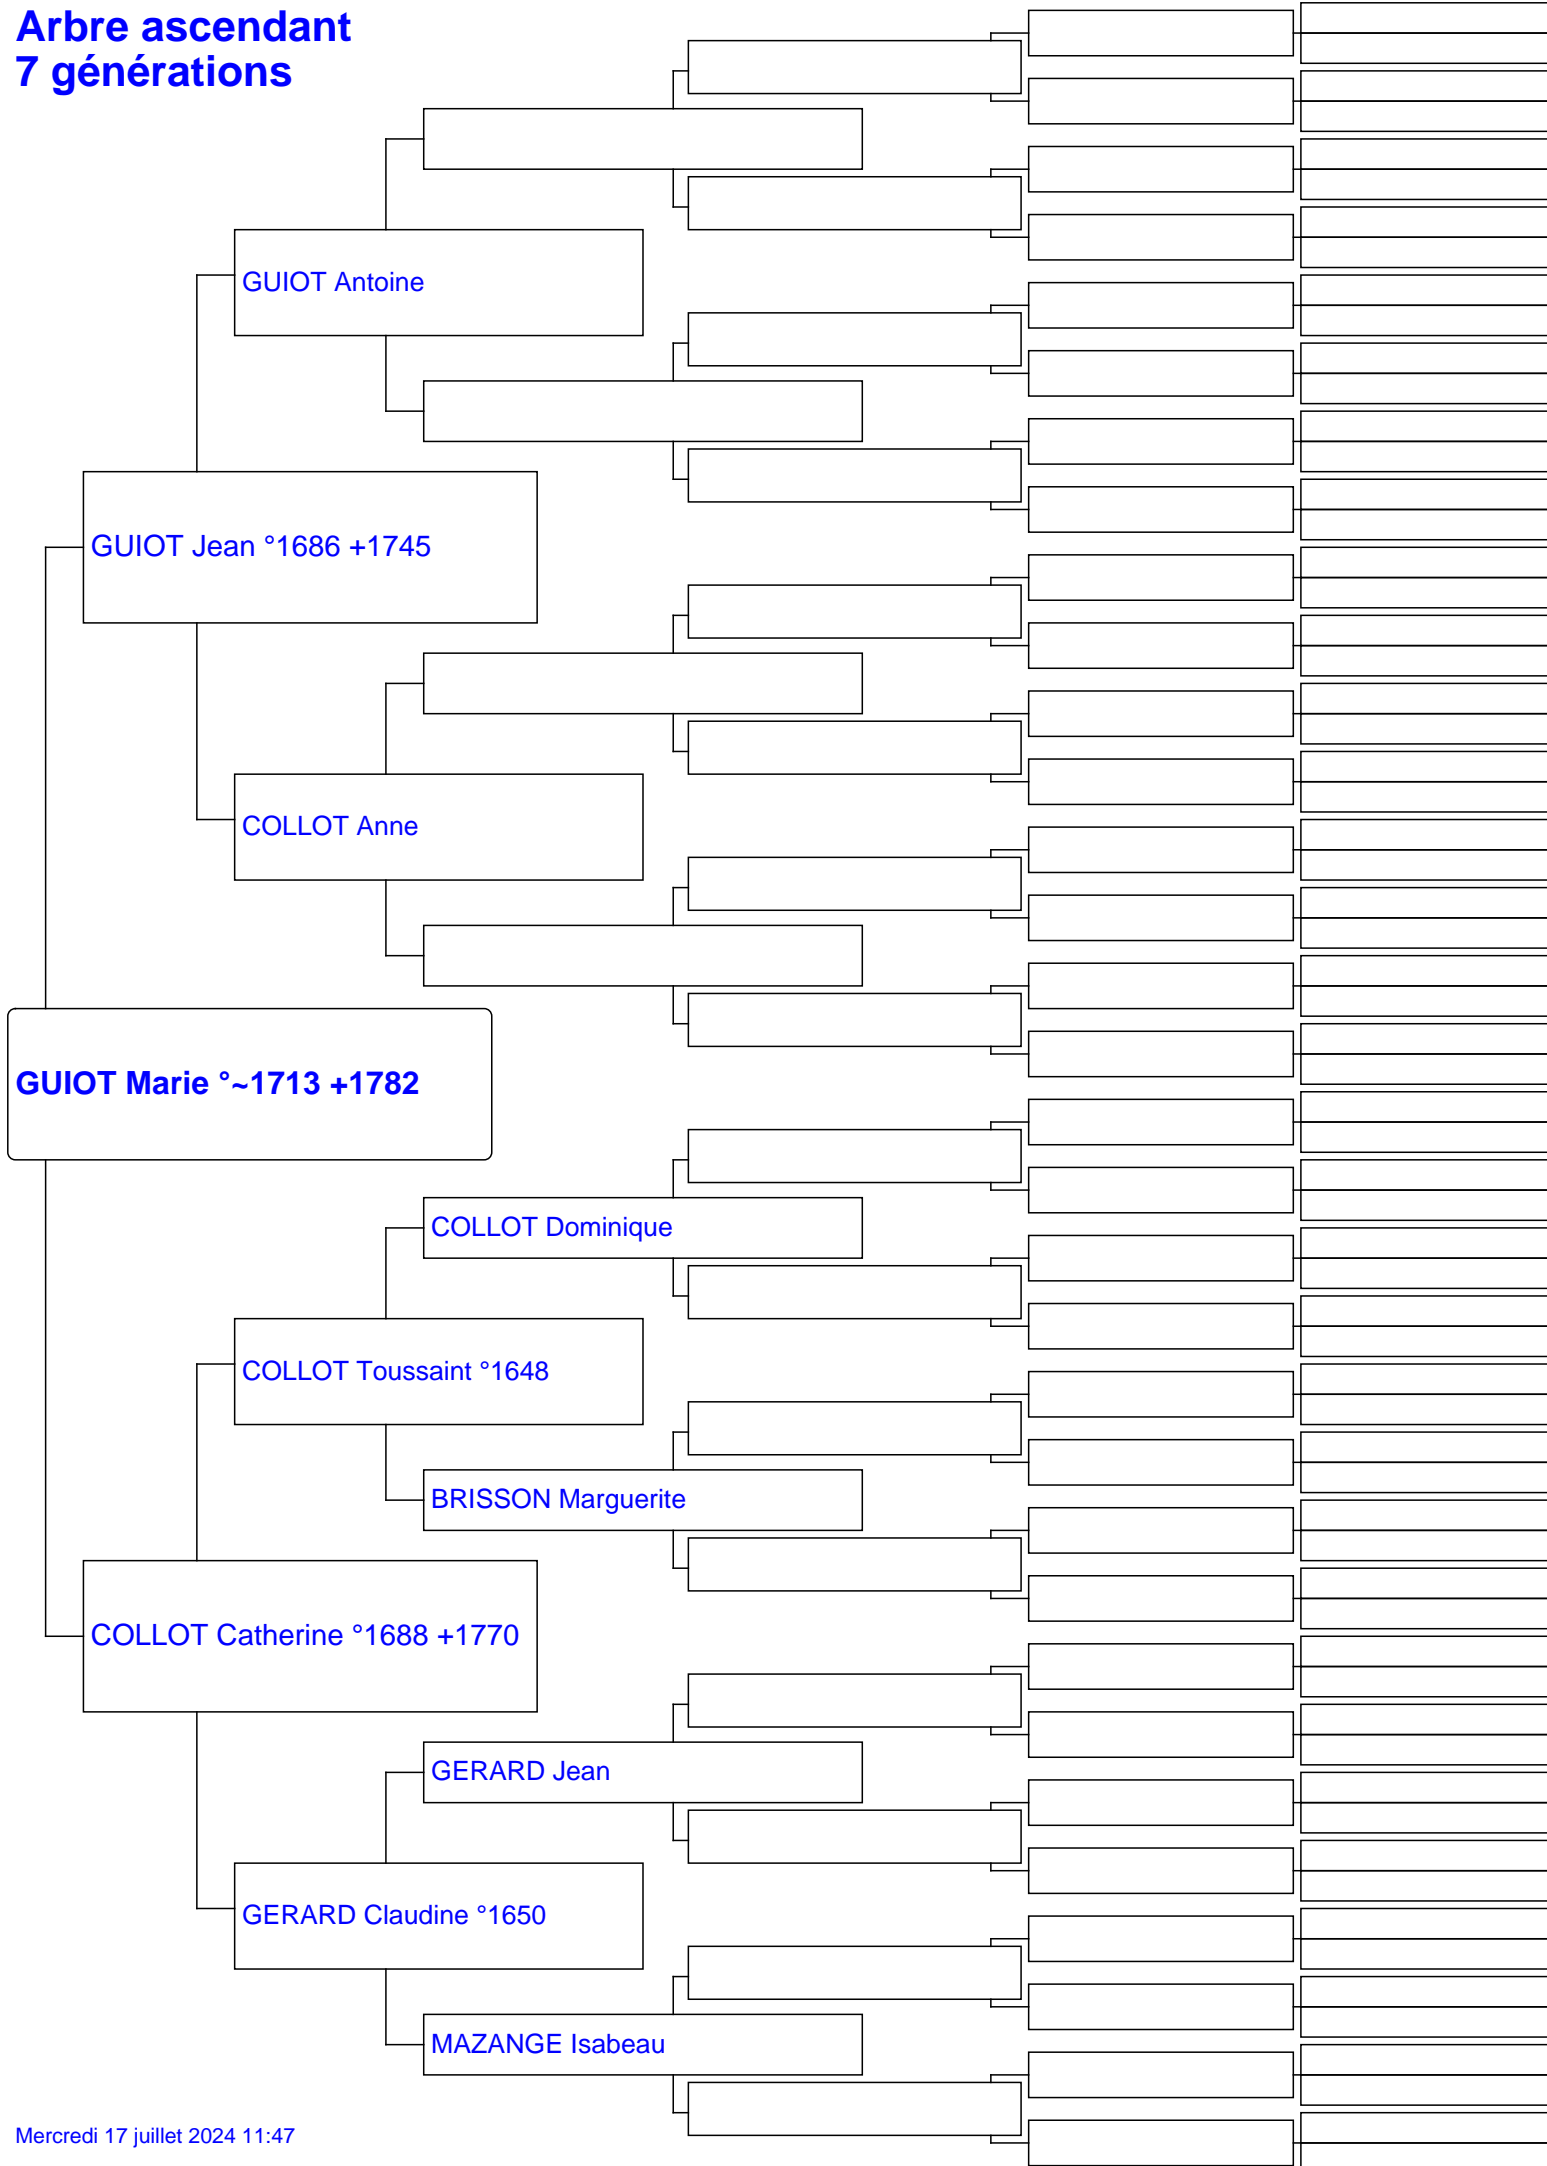 Arbre ascendant
7 générations
GUIOT Antoine
GUIOT Jean °1686 +1745
COLLOT Anne
GUIOT Marie °~1713 +1782
COLLOT Dominique
COLLOT Toussaint °1648
BRISSON Marguerite
COLLOT Catherine °1688 +1770
GERARD Jean
GERARD Claudine °1650
MAZANGE Isabeau
Mercredi 17 juillet 2024 11:47